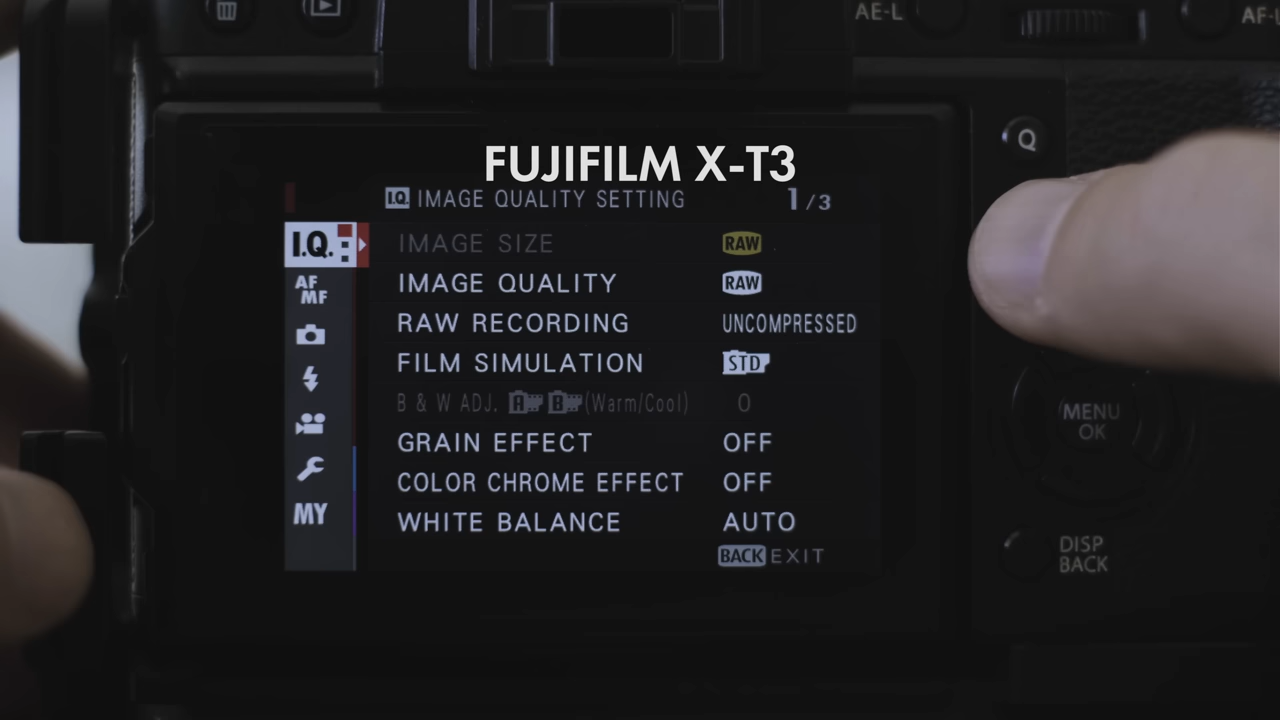 AE-L
AF-L
FUJIFILM X-T3
Q
I.Q. IMAGE QUALITY SETTING 1/3
I.Q.
IMAGE SIZE RAW
AF MF
IMAGE QUALITY RAW
RAW RECORDING UNCOMPRESSED
FILM SIMULATION STD
B & W ADJ. A B (Warm/Cool) 0
GRAIN EFFECT OFF
COLOR CHROME EFFECT OFF
MY
WHITE BALANCE AUTO
BACK EXIT
MENU
OK
DISP
BACK